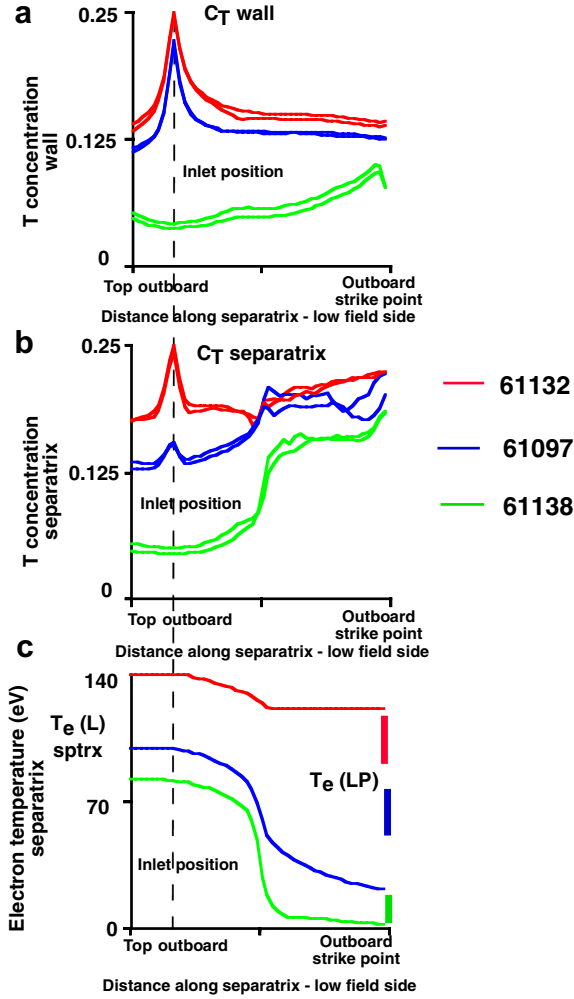 a
C_T wall
0.25
0.125
0
T concentration
wall
Inlet position
Top outboard
Outboard
strike point
Distance along separatrix - low field side
b
C_T separatrix
0.25
0.125
0
T concentration
separatrix
Inlet position
Top outboard
Outboard
strike point
Distance along separatrix - low field side
61132
61097
61138
c
140
70
0
Electron temperature (eV)
separatrix
T_e (L)
sptrx
T_e (LP)
Inlet position
Top outboard
Outboard
strike point
Distance along separatrix - low field side